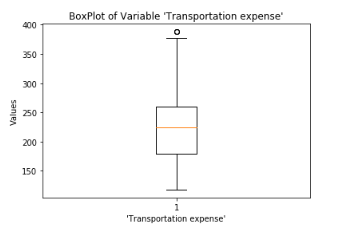 BoxPlot of Variable 'Transportation expense'
400
350
300
250
200
150
Values
1
'Transportation expense'